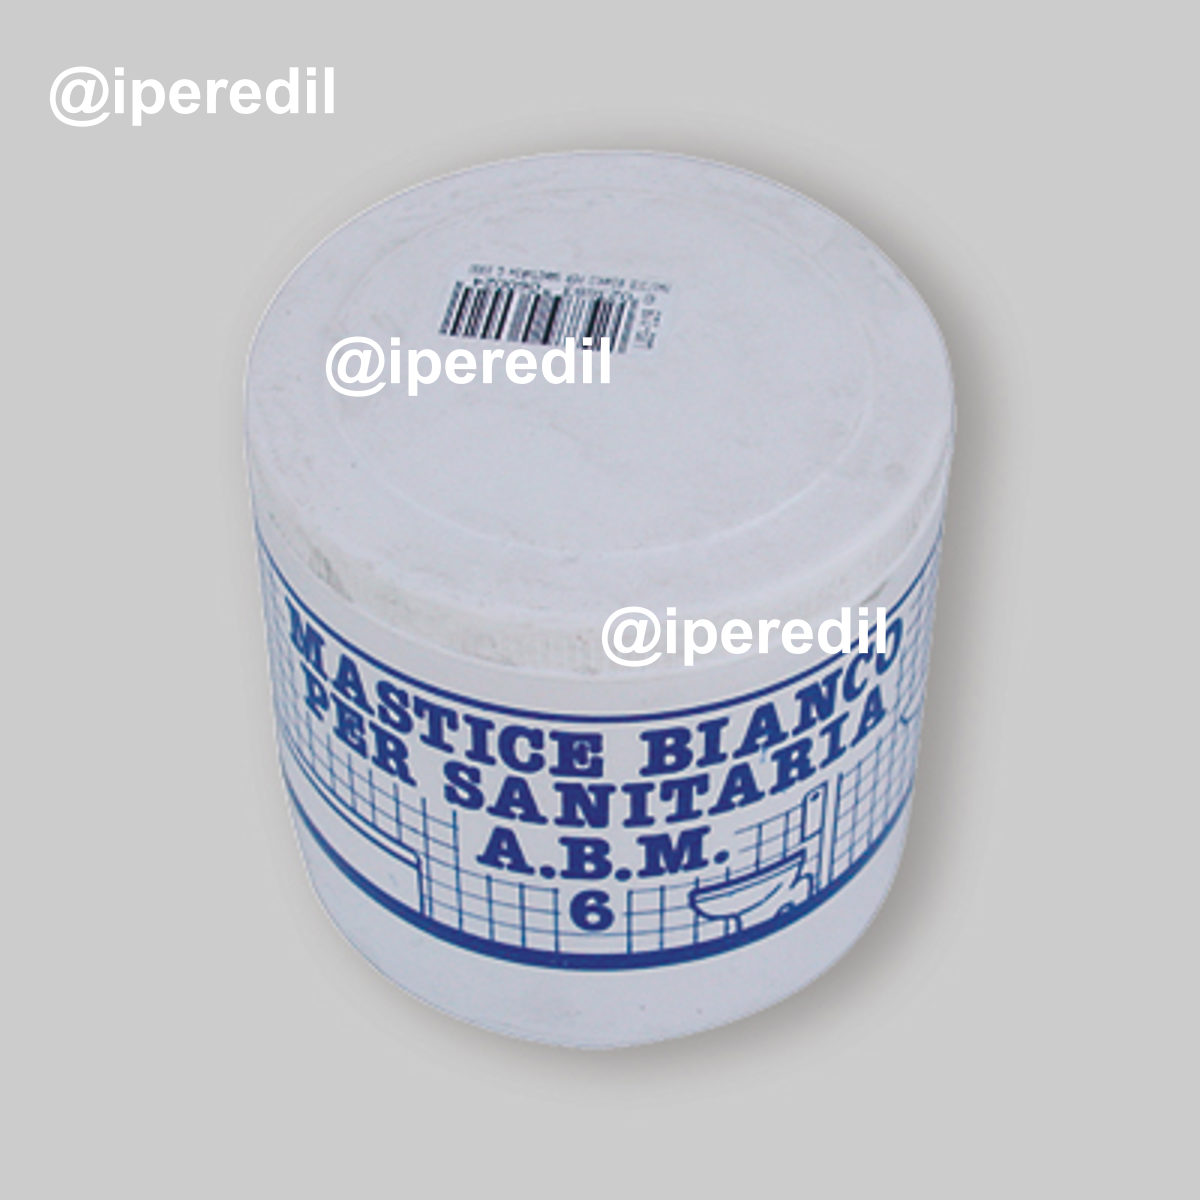 @iperedil
@iperedil
@iperedil
MASTICE BIANCO
PER SANITARIA
A.B.M.
6